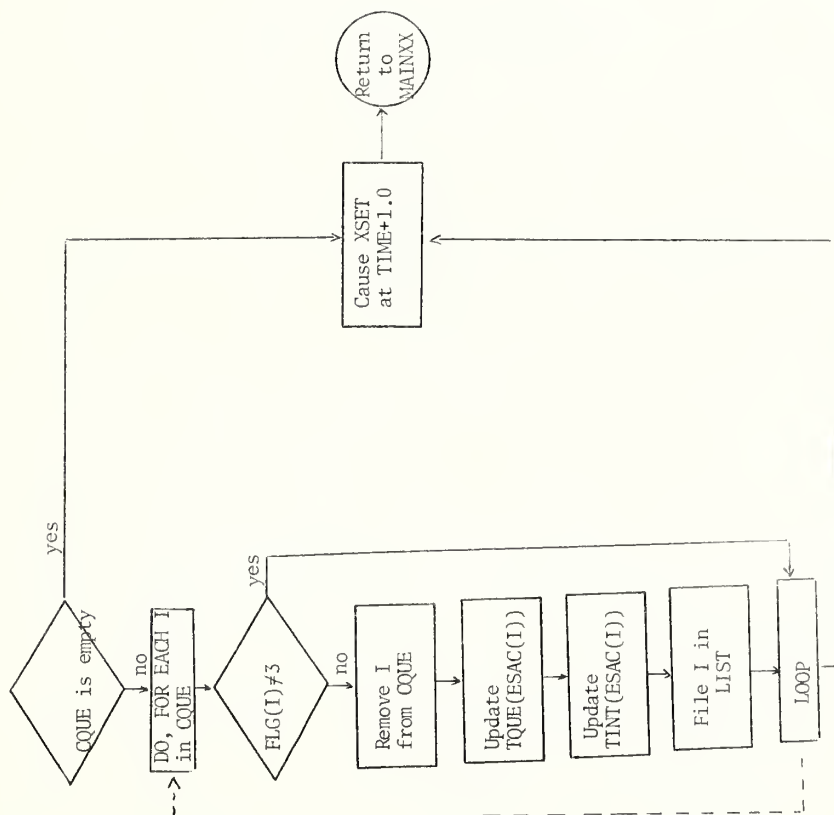 CQUE is empty
yes
no
DO, FOR EACH I
in CQUE
FLG(I)≠3
yes
no
Remove I
from CQUE
Update
TQUE(ESAC(I))
Update
TINT(ESAC(I))
File I in
LIST
LOOP
Cause XSET
at TIME+1.0
Return
to
MAINXX